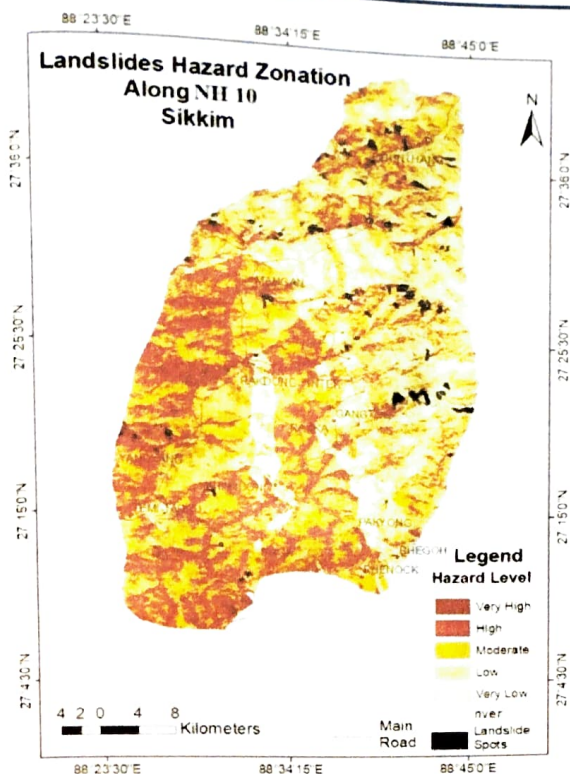 88°23'30"E 88°34'15"E 88°45'0"E
Landslides Hazard Zonation
Along NH 10
Sikkim
N
27°36'0"N 27°36'0"N
27°25'30"N 27°25'30"N
27°15'0"N 27°15'0"N
27°4'30"N 27°4'30"N
MANGAN
PAKYONG
RHENOCK
Legend
Hazard Level
Very High
High
Moderate
Low
Very Low
river
Landslide
Spots
Main
Road
4 2 0 4 8
Kilometers
88°23'30"E 88°34'15"E 88°45'0"E